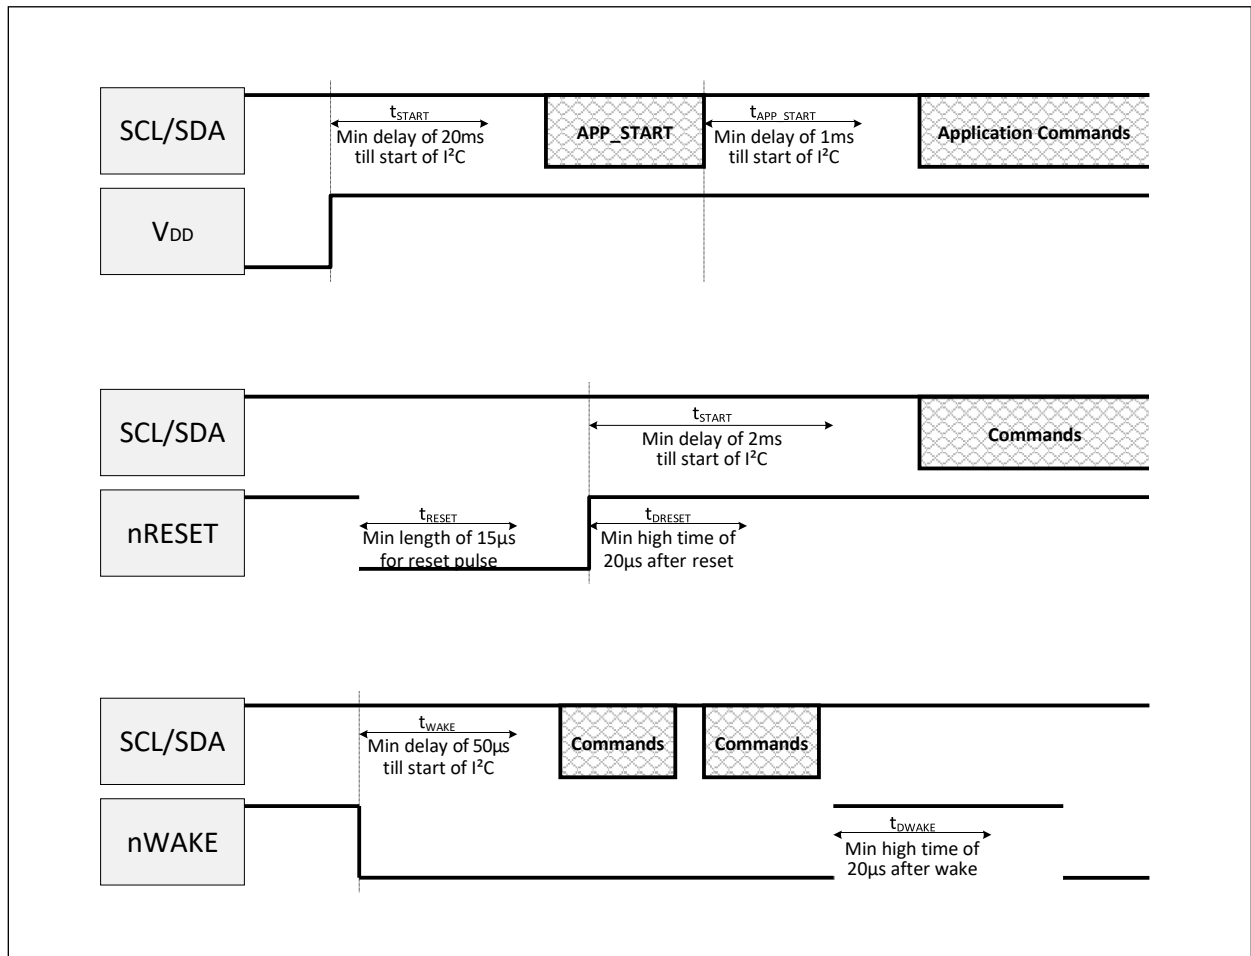 SCL/SDA
tSTART
Min delay of 20ms
till start of I²C
APP_START
tAPP_START
Min delay of 1ms
till start of I²C
Application Commands
VDD
SCL/SDA
tSTART
Min delay of 2ms
till start of I²C
Commands
nRESET
tRESET
Min length of 15µs
for reset pulse
tDRESET
Min high time of
20µs after reset
SCL/SDA
tWAKE
Min delay of 50µs
till start of I²C
Commands
Commands
nWAKE
tDWAKE
Min high time of
20µs after wake